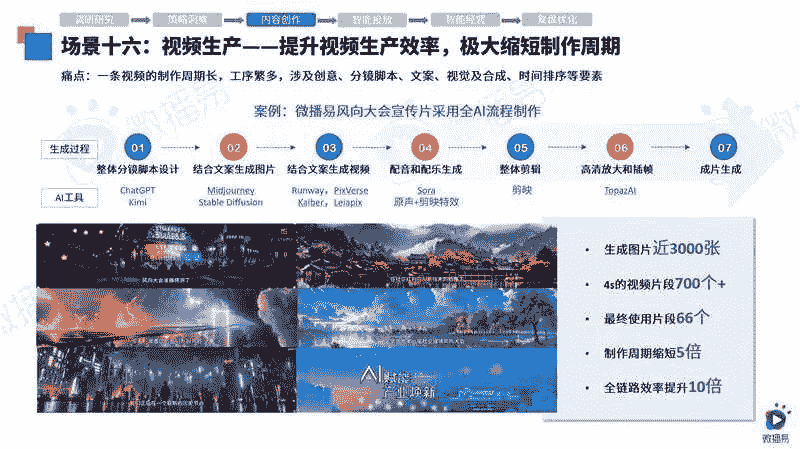 调研研究
策略洞察
内容创作
智能投放
智能经营
复盘优化
场景十六：视频生产——提升视频生产效率，极大缩短制作周期
痛点：一条视频的制作周期长，工序繁多，涉及创意、分镜脚本、文案、视觉及合成、时间排序等要素
案例：微播易风向大会宣传片采用全AI流程制作
生成过程
01
02
03
04
05
06
07
整体分镜脚本设计
结合文案生成图片
结合文案生成视频
配音和配乐生成
整体剪辑
高清放大和插帧
成片生成
AI工具
ChatGPT
Kimi
Midjourney
Stable Diffusion
Runway，PixVerse
Kaiber，Leiapix
Sora
原声+剪映特效
剪映
TopazAI
AI赋能
产业焕新
• 生成图片近3000张
• 4s的视频片段700个+
• 最终使用片段66个
• 制作周期缩短5倍
• 全链路效率提升10倍
微播易